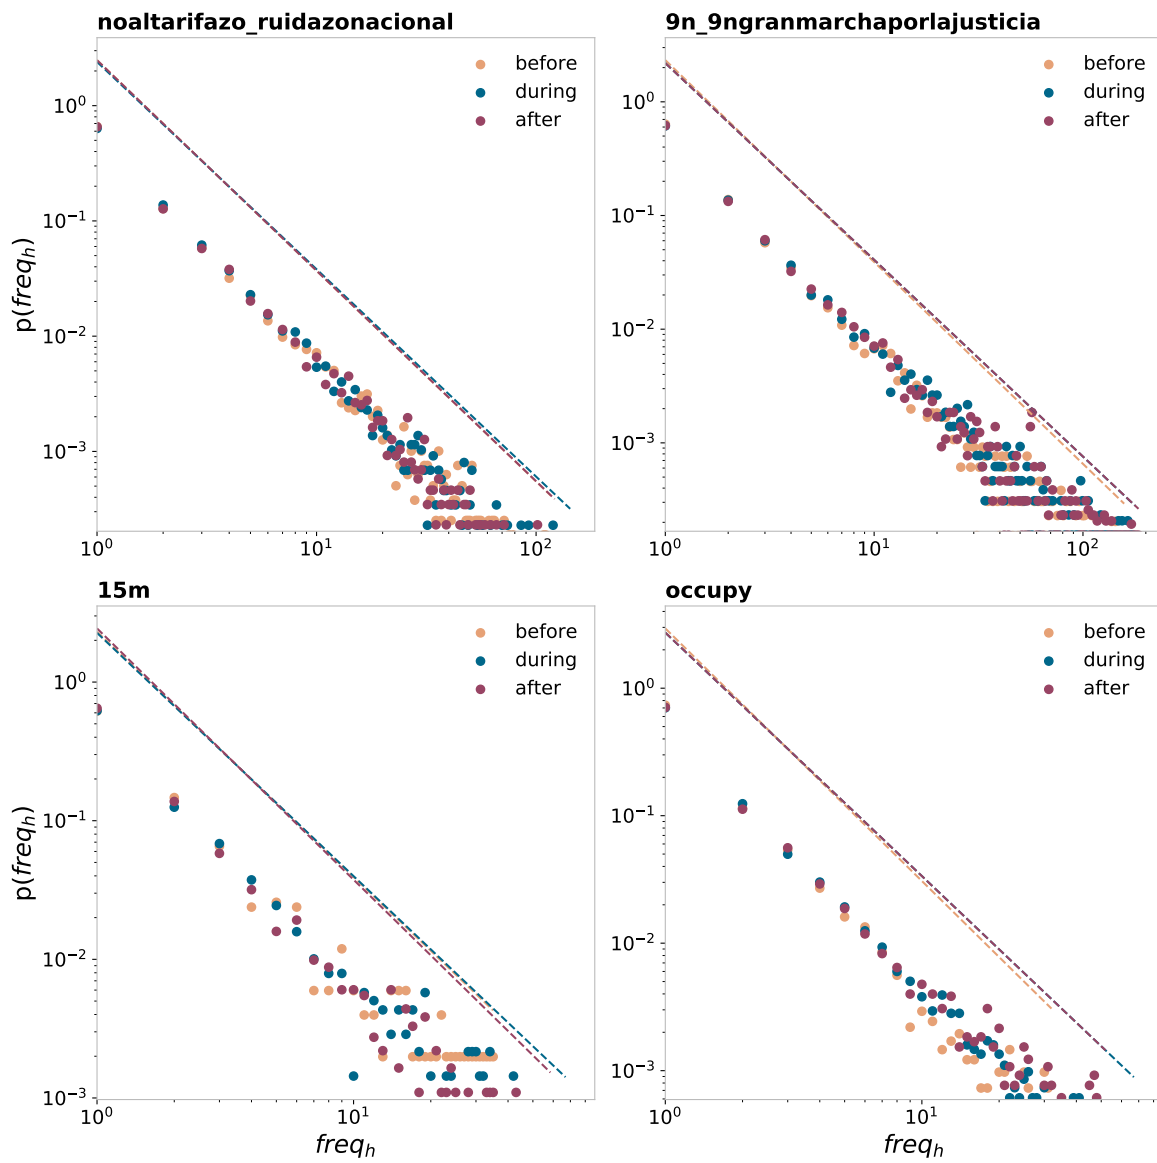 noaltarifazo_ruidazonacional
before
during
after
p(freq_h)
10^0
10^-1
10^-2
10^-3
10^0 10^1 10^2
9n_9ngranmarchaporlajusticia
before
during
after
10^0
10^-1
10^-2
10^-3
10^0 10^1 10^2
15m
before
during
after
p(freq_h)
10^0
10^-1
10^-2
10^-3
10^0 10^1
freq_h
occupy
before
during
after
10^0
10^-1
10^-2
10^-3
10^0 10^1
freq_h